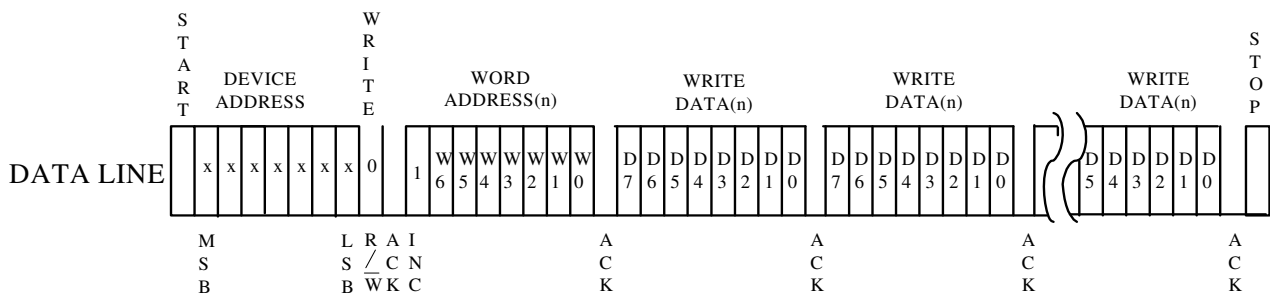 START
DEVICE ADDRESS
WRITE
WORD ADDRESS(n)
WRITE DATA(n)
WRITE DATA(n)
WRITE DATA(n)
STOP
DATA LINE
x x x x x x x 0
1 W6 W5 W4 W3 W2 W1 W0
D7 D6 D5 D4 D3 D2 D1 D0
D7 D6 D5 D4 D3 D2 D1 D0
D5 D4 D3 D2 D1 D0
MSB
LSB
R/W
ACK
INC
ACK
ACK
ACK
ACK